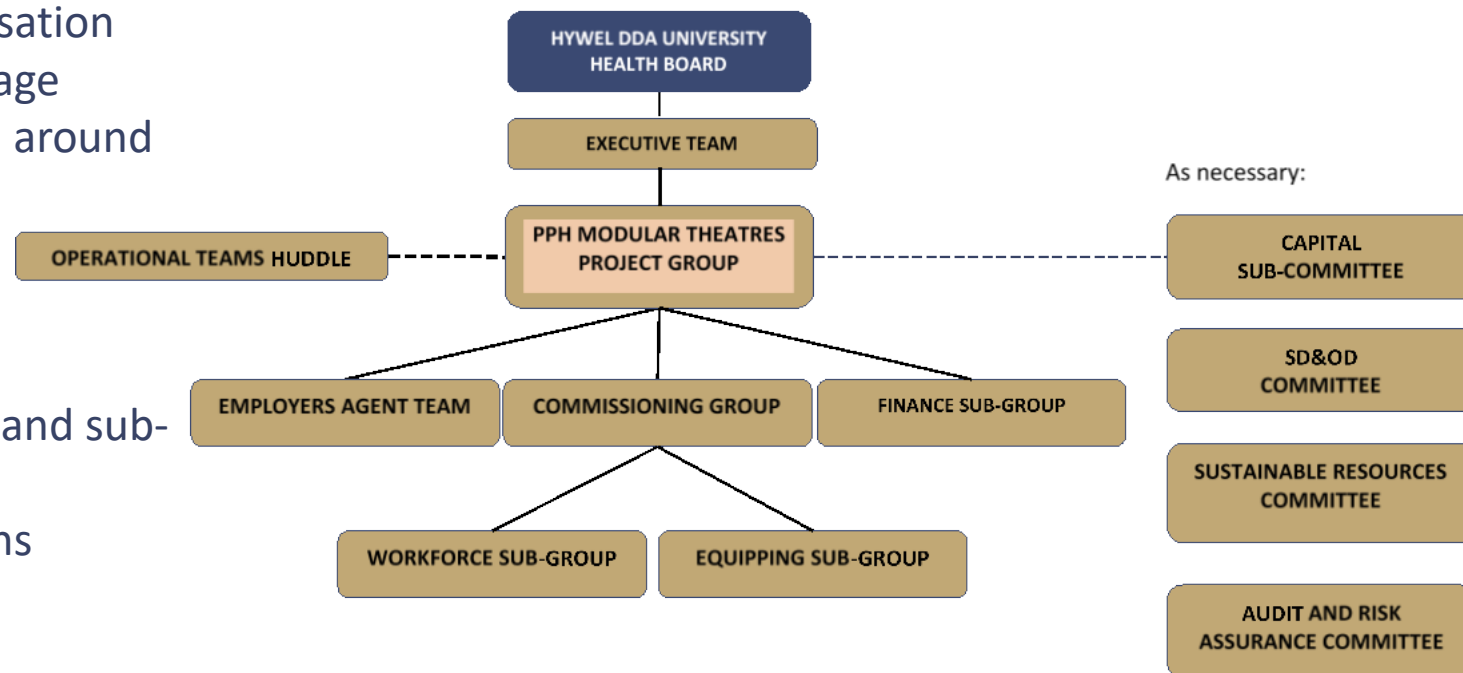 sation
age
around
and sub-
ns
HYWEL DDA UNIVERSITY
HEALTH BOARD
EXECUTIVE TEAM
As necessary:
OPERATIONAL TEAMS HUDDLE
PPH MODULAR THEATRES
PROJECT GROUP
CAPITAL
SUB-COMMITTEE
SD&OD
COMMITTEE
EMPLOYERS AGENT TEAM
COMMISSIONING GROUP
FINANCE SUB-GROUP
SUSTAINABLE RESOURCES
COMMITTEE
WORKFORCE SUB-GROUP
EQUIPPING SUB-GROUP
AUDIT AND RISK
ASSURANCE COMMITTEE